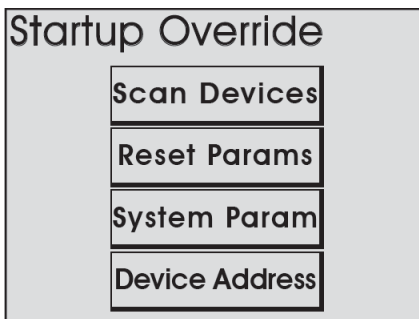 Startup Override
Scan Devices
Reset Params
System Param
Device Address